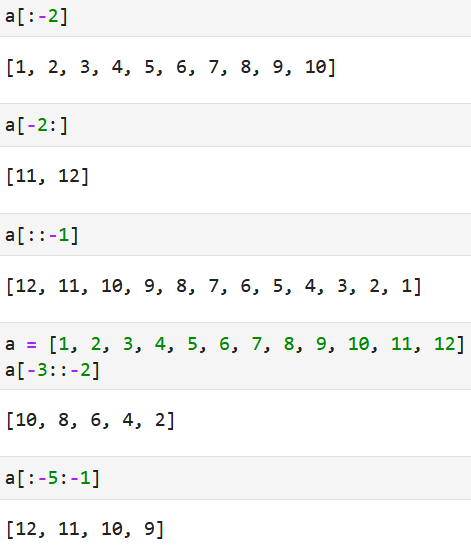 a[:-2]
[1, 2, 3, 4, 5, 6, 7, 8, 9, 10]
a[-2:]
[11, 12]
a[::-1]
[12, 11, 10, 9, 8, 7, 6, 5, 4, 3, 2, 1]
a = [1, 2, 3, 4, 5, 6, 7, 8, 9, 10, 11, 12]
a[-3::-2]
[10, 8, 6, 4, 2]
a[:-5:-1]
[12, 11, 10, 9]